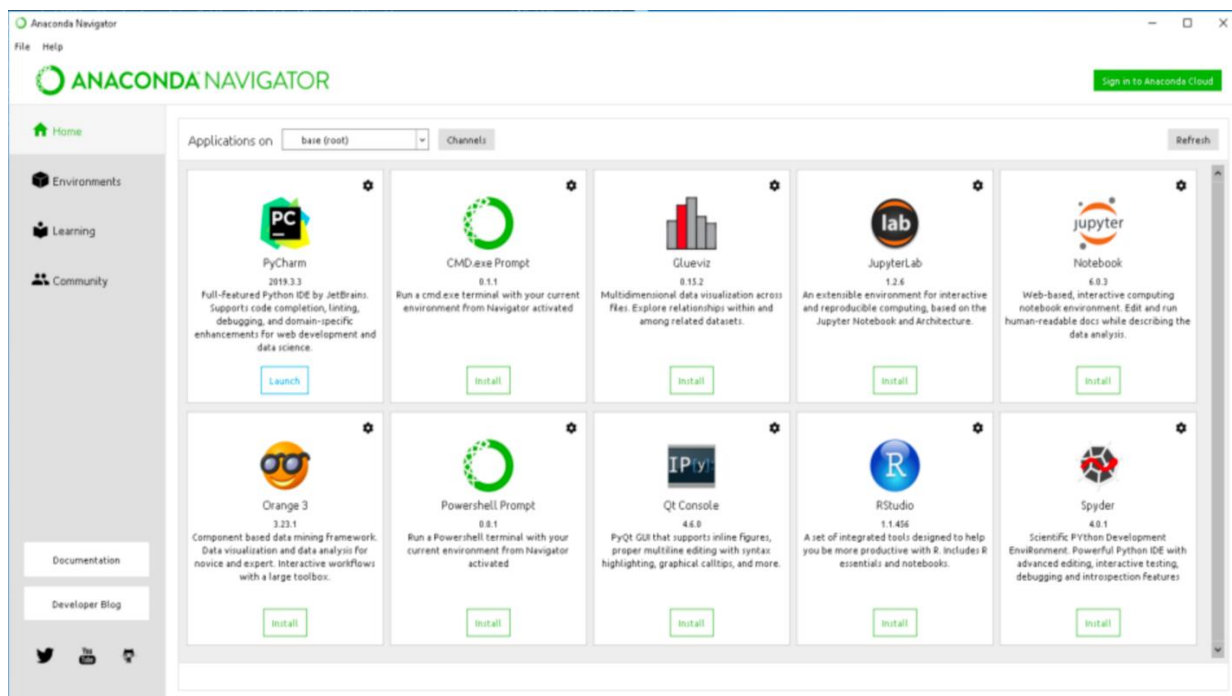 Anaconda Navigator
File Help
ANACONDA NAVIGATOR
Sign in to Anaconda Cloud
Home
Environments
Learning
Community
Documentation
Developer Blog
You
Tube
Applications on base (root) Channels Refresh
PC
PyCharm
2019.3.3
Full-featured Python IDE by JetBrains.
Supports code completion, linting,
debugging, and domain-specific
enhancements for web development and
data science.
Launch
CMD.exe Prompt
0.1.1
Run a cmd.exe terminal with your current
environment from Navigator activated
Install
Glueviz
0.15.2
Multidimensional data visualization across
files. Explore relationships within and
among related datasets.
Install
lab
JupyterLab
1.2.6
An extensible environment for interactive
and reproducible computing, based on the
Jupyter Notebook and Architecture.
Install
jupyter
Notebook
6.0.3
Web-based, interactive computing
notebook environment. Edit and run
human-readable docs while describing the
data analysis.
Install
Orange 3
3.23.1
Component based data mining framework.
Data visualization and data analysis for
novice and expert. Interactive workflows
with a large toolbox.
Install
Powershell Prompt
0.0.1
Run a Powershell terminal with your
current environment from Navigator
activated
Install
IP[y]:
Qt Console
4.6.0
PyQt GUI that supports inline figures,
proper multiline editing with syntax
highlighting, graphical calltips, and more.
Install
R
RStudio
1.1.456
A set of integrated tools designed to help
you be more productive with R. Includes R
essentials and notebooks.
Install
Spyder
4.0.1
Scientific PYthon Development
EnviRonment. Powerful Python IDE with
advanced editing, interactive testing,
debugging and introspection features
Install